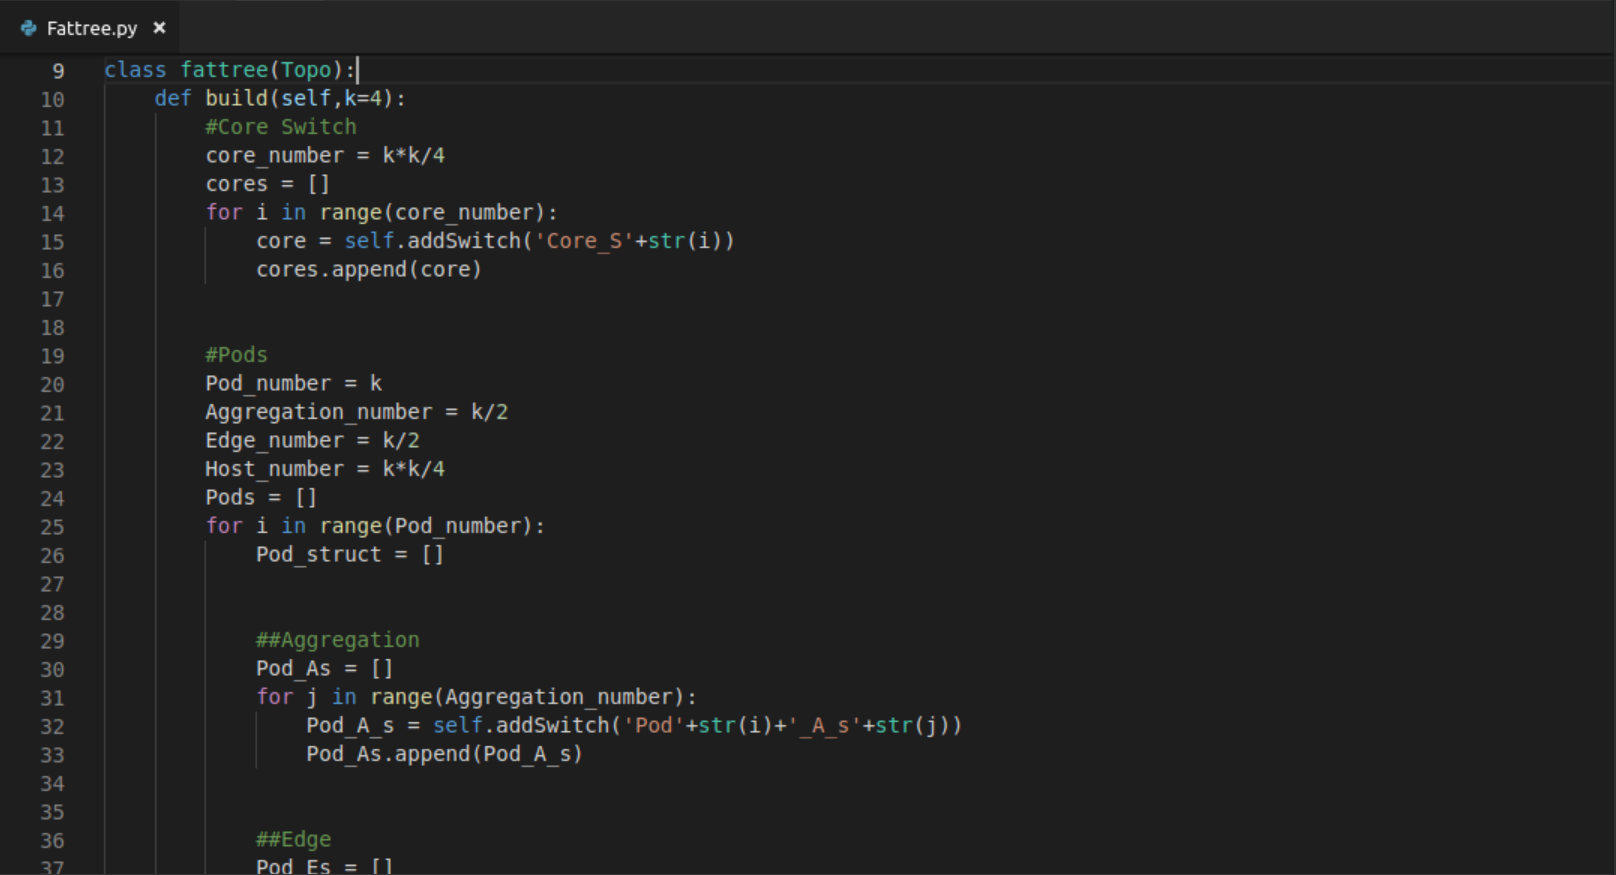 Fattree.py ×
9 class fattree(Topo):
10     def build(self,k=4):
11         #Core Switch
12         core_number = k*k/4
13         cores = []
14         for i in range(core_number):
15             core = self.addSwitch('Core_S'+str(i))
16             cores.append(core)
17
18
19         #Pods
20         Pod_number = k
21         Aggregation_number = k/2
22         Edge_number = k/2
23         Host_number = k*k/4
24         Pods = []
25         for i in range(Pod_number):
26             Pod_struct = []
27
28
29             ##Aggregation
30             Pod_As = []
31             for j in range(Aggregation_number):
32                 Pod_A_s = self.addSwitch('Pod'+str(i)+'_A_s'+str(j))
33                 Pod_As.append(Pod_A_s)
34
35
36             ##Edge
37             Pod_Es = []